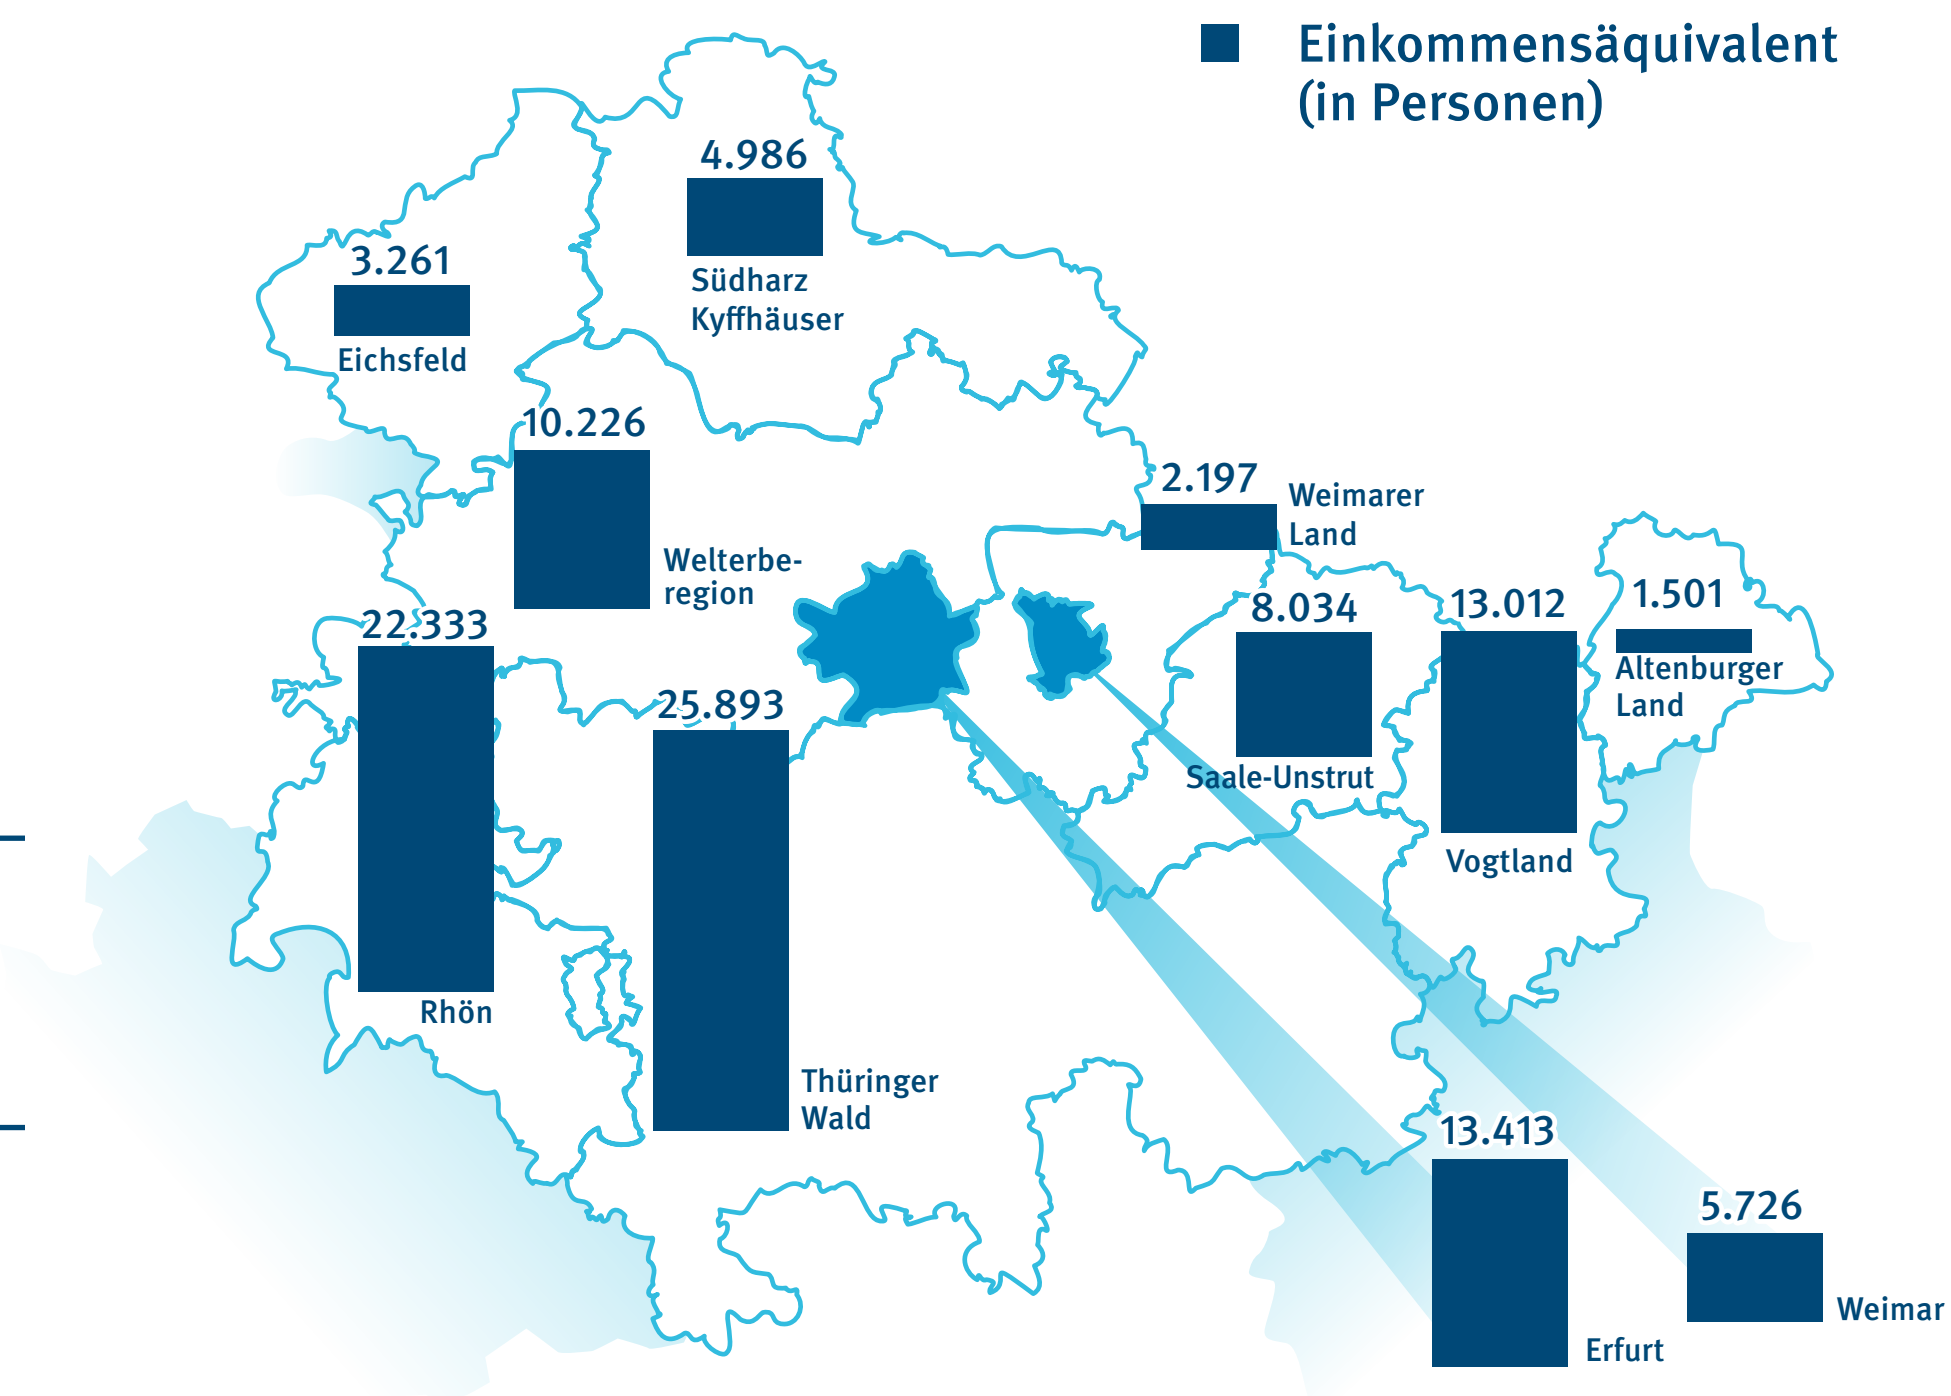 Einkommensäquivalent
(in Personen)
4.986
Südharz
Kyffhäuser
3.261
Eichsfeld
10.226
Welterbe-
region
2.197
Weimarer
Land
22.333
Rhön
25.893
Thüringer
Wald
8.034
Saale-Unstrut
13.012
Vogtland
1.501
Altenburger
Land
13.413
Erfurt
5.726
Weimar